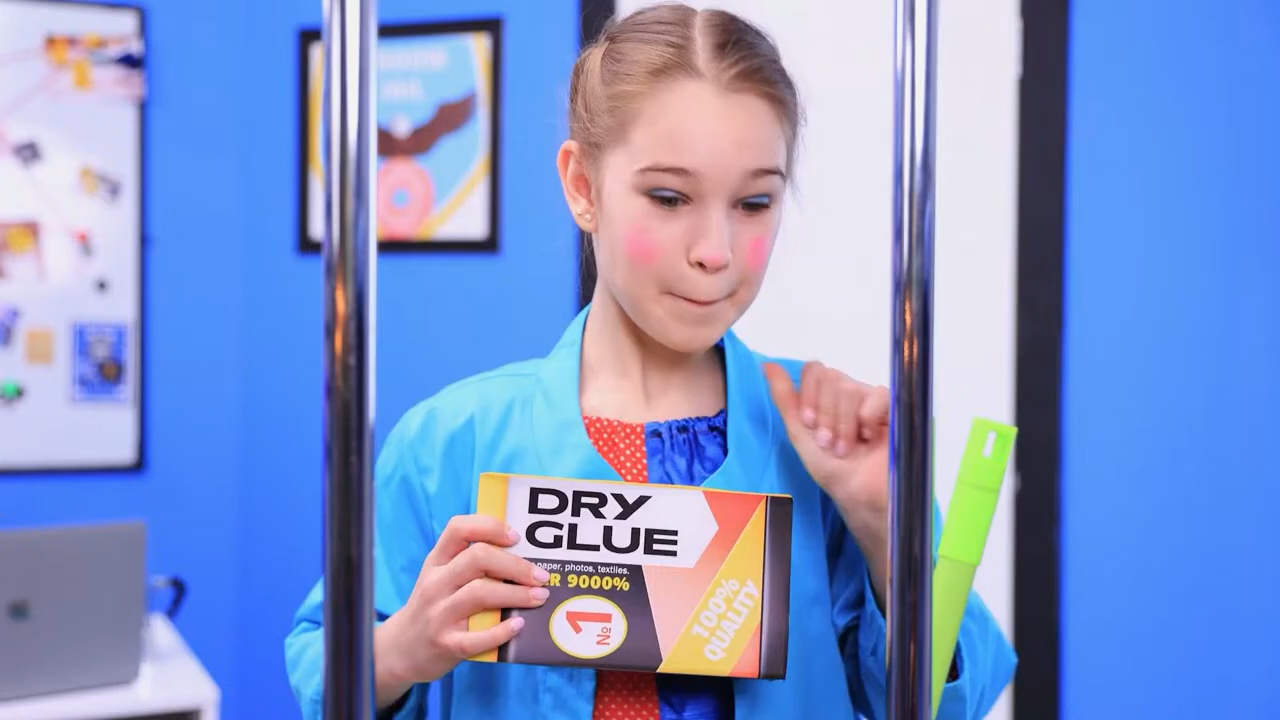 DRY
GLUE
paper, photos, textiles.
R 9000%
1
No
100%
QUALITY